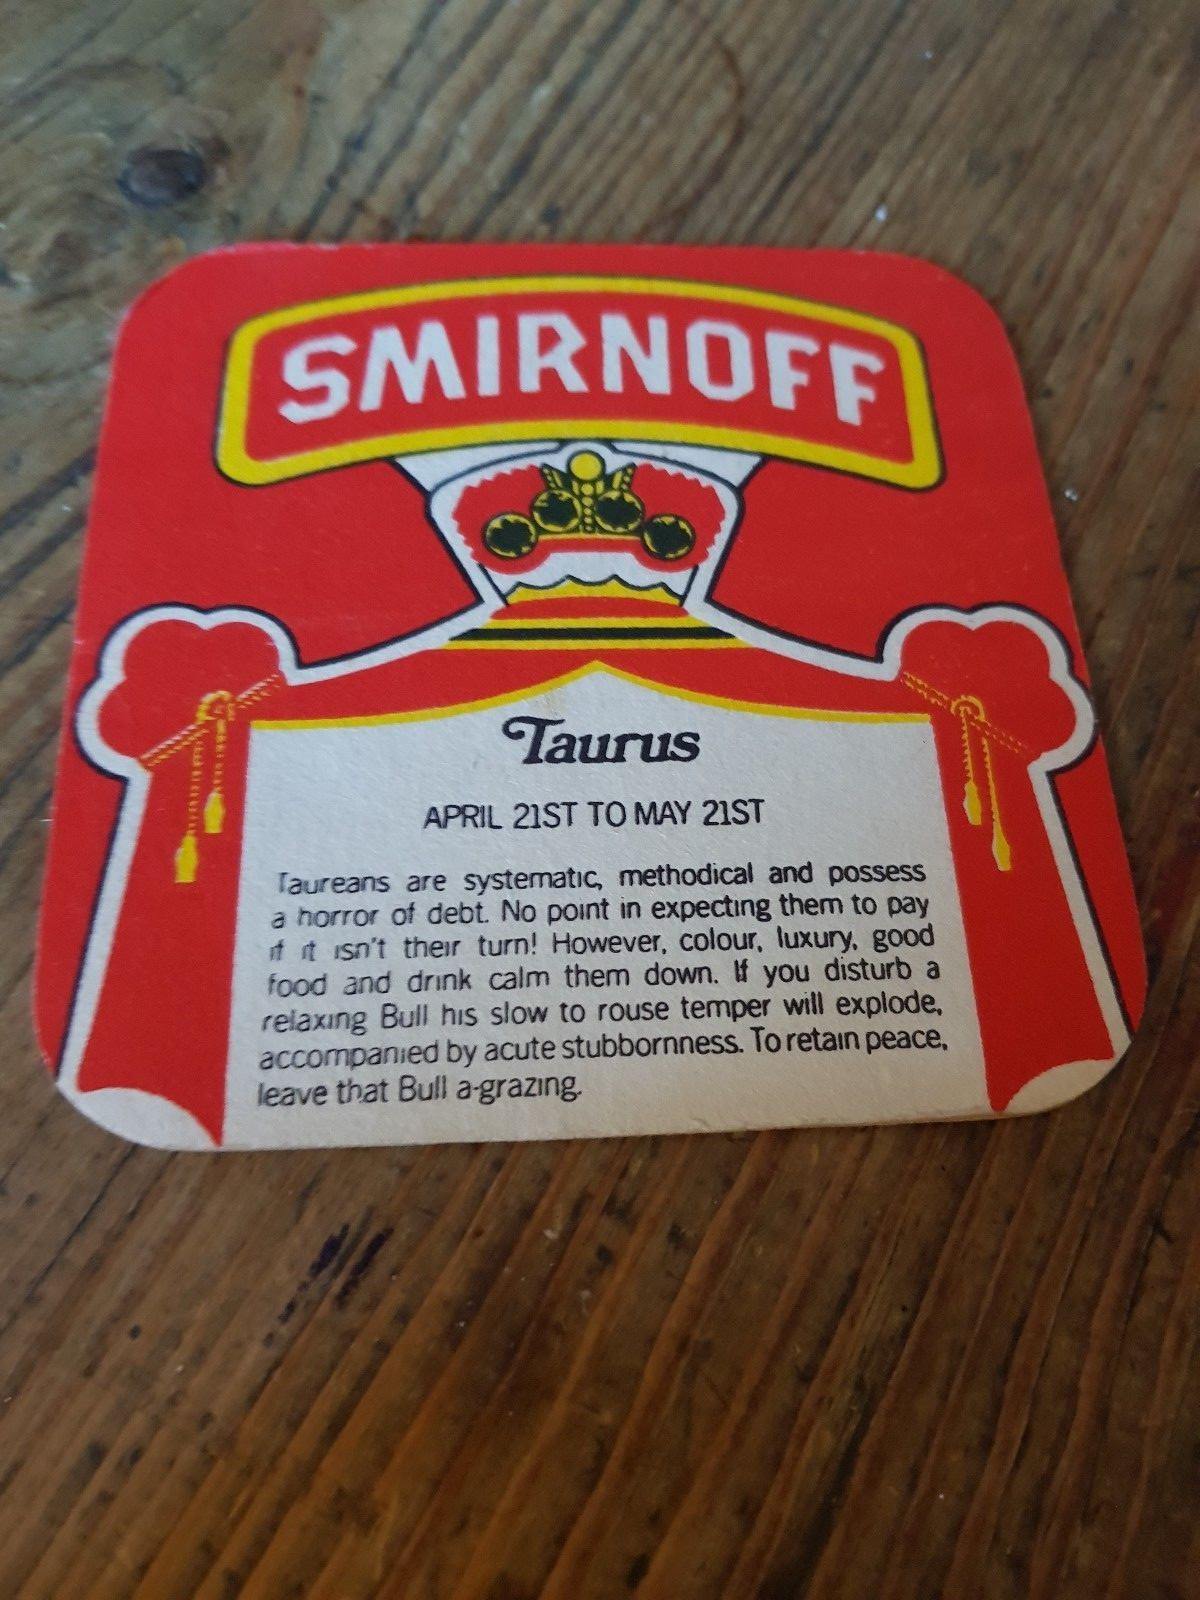 SMIRNOFF
Taurus
APRIL 21ST TO MAY 21ST
Taureans are systematic, methodical and possess
a horror of debt. No point in expecting them to pay
if it isn't their turn! However, colour, luxury, good
food and drink calm them down. If you disturb a
relaxing Bull his slow to rouse temper will explode,
accompanied by acute stubbornness. To retain peace,
leave that Bull a-grazing.